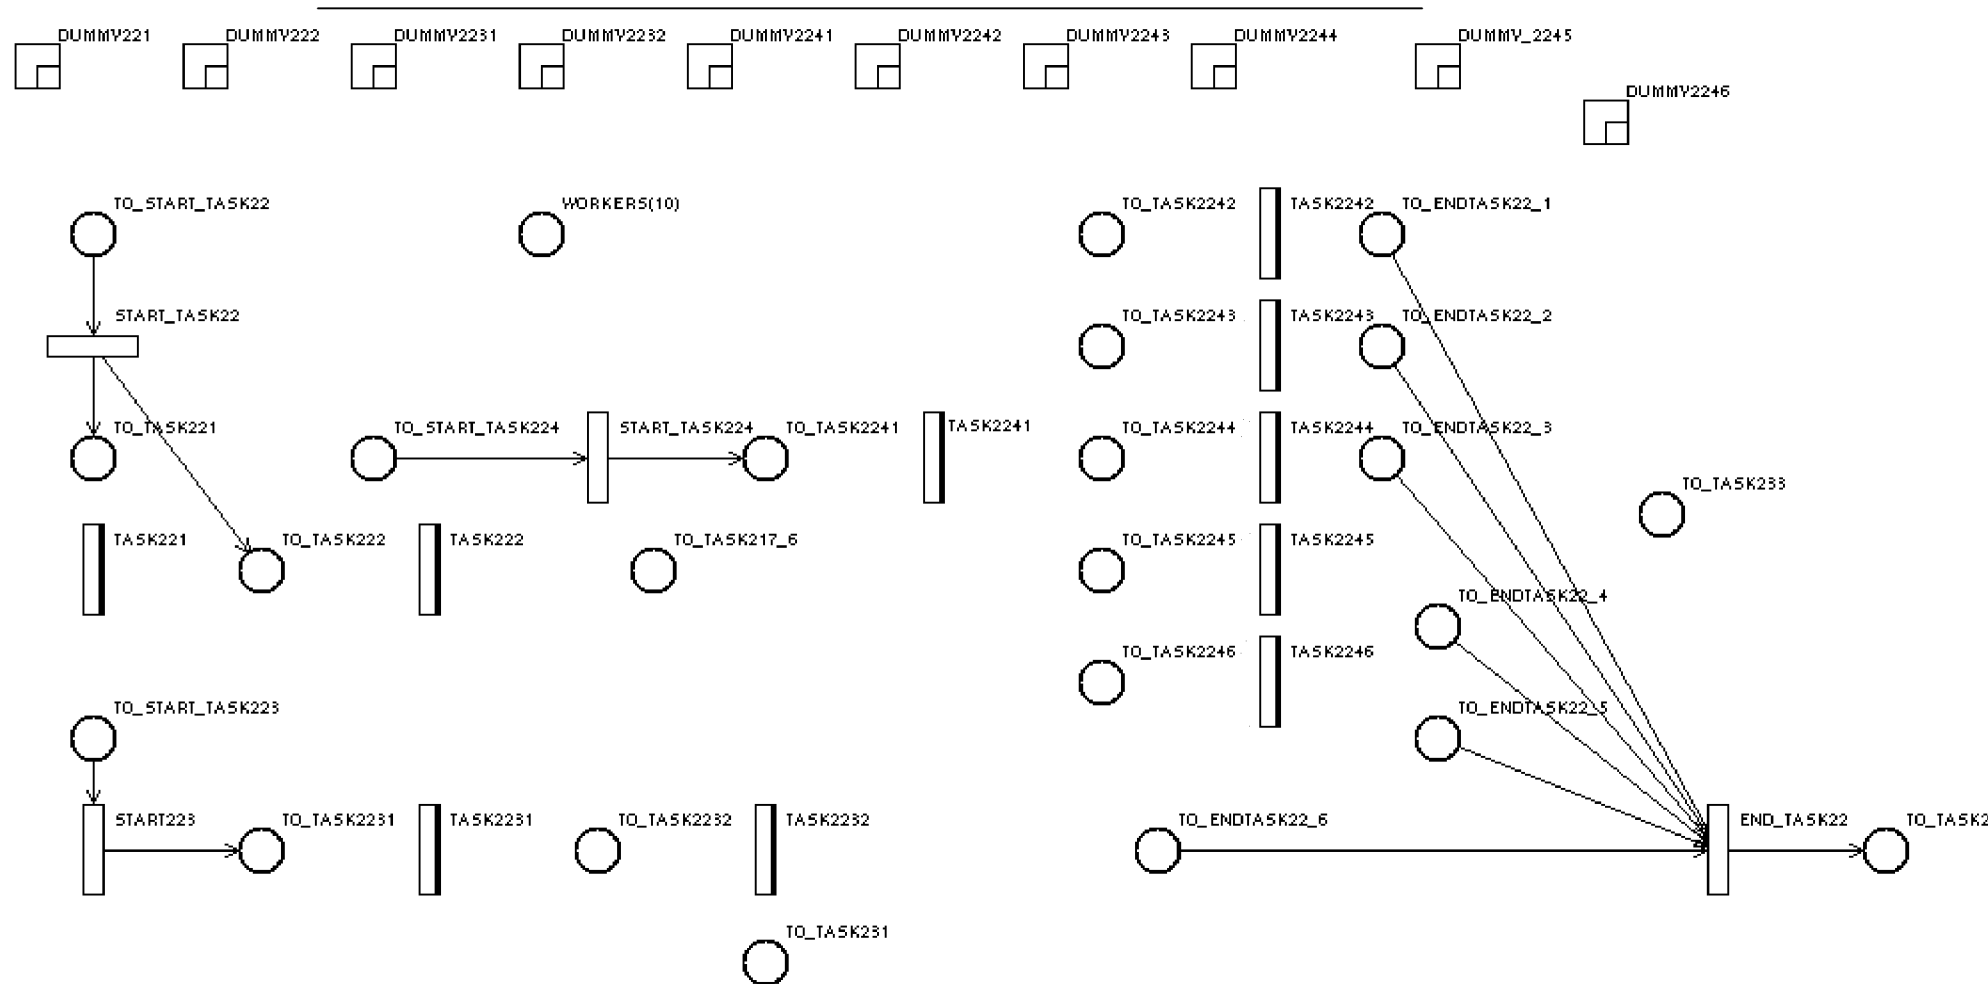 DUMMY221 DUMMY222 DUMMY2231 DUMMY2232 DUMMY2241 DUMMY2242 DUMMY2243 DUMMY2244 DUMMY_2245
DUMMY2246
TO_START_TASK22 WORKERS(10) TO_TASK2242 TASK2242 TO_ENDTASK22_1
START_TASK22 TO_TASK2243 TASK2243 TO_ENDTASK22_2
TO_TASK221 TO_START_TASK224 START_TASK224 TO_TASK2241 TASK2241 TO_TASK2244 TASK2244 TO_ENDTASK22_3
TO_TASK233
TASK221 TO_TASK222 TASK222 TO_TASK217_6 TO_TASK2245 TASK2245
TO_ENDTASK22_4
TO_TASK2246 TASK2246
TO_START_TASK223 TO_ENDTASK22_5
START223 TO_TASK2231 TASK2231 TO_TASK2232 TASK2232 TO_ENDTASK22_6 END_TASK22 TO_TASK2
TO_TASK231